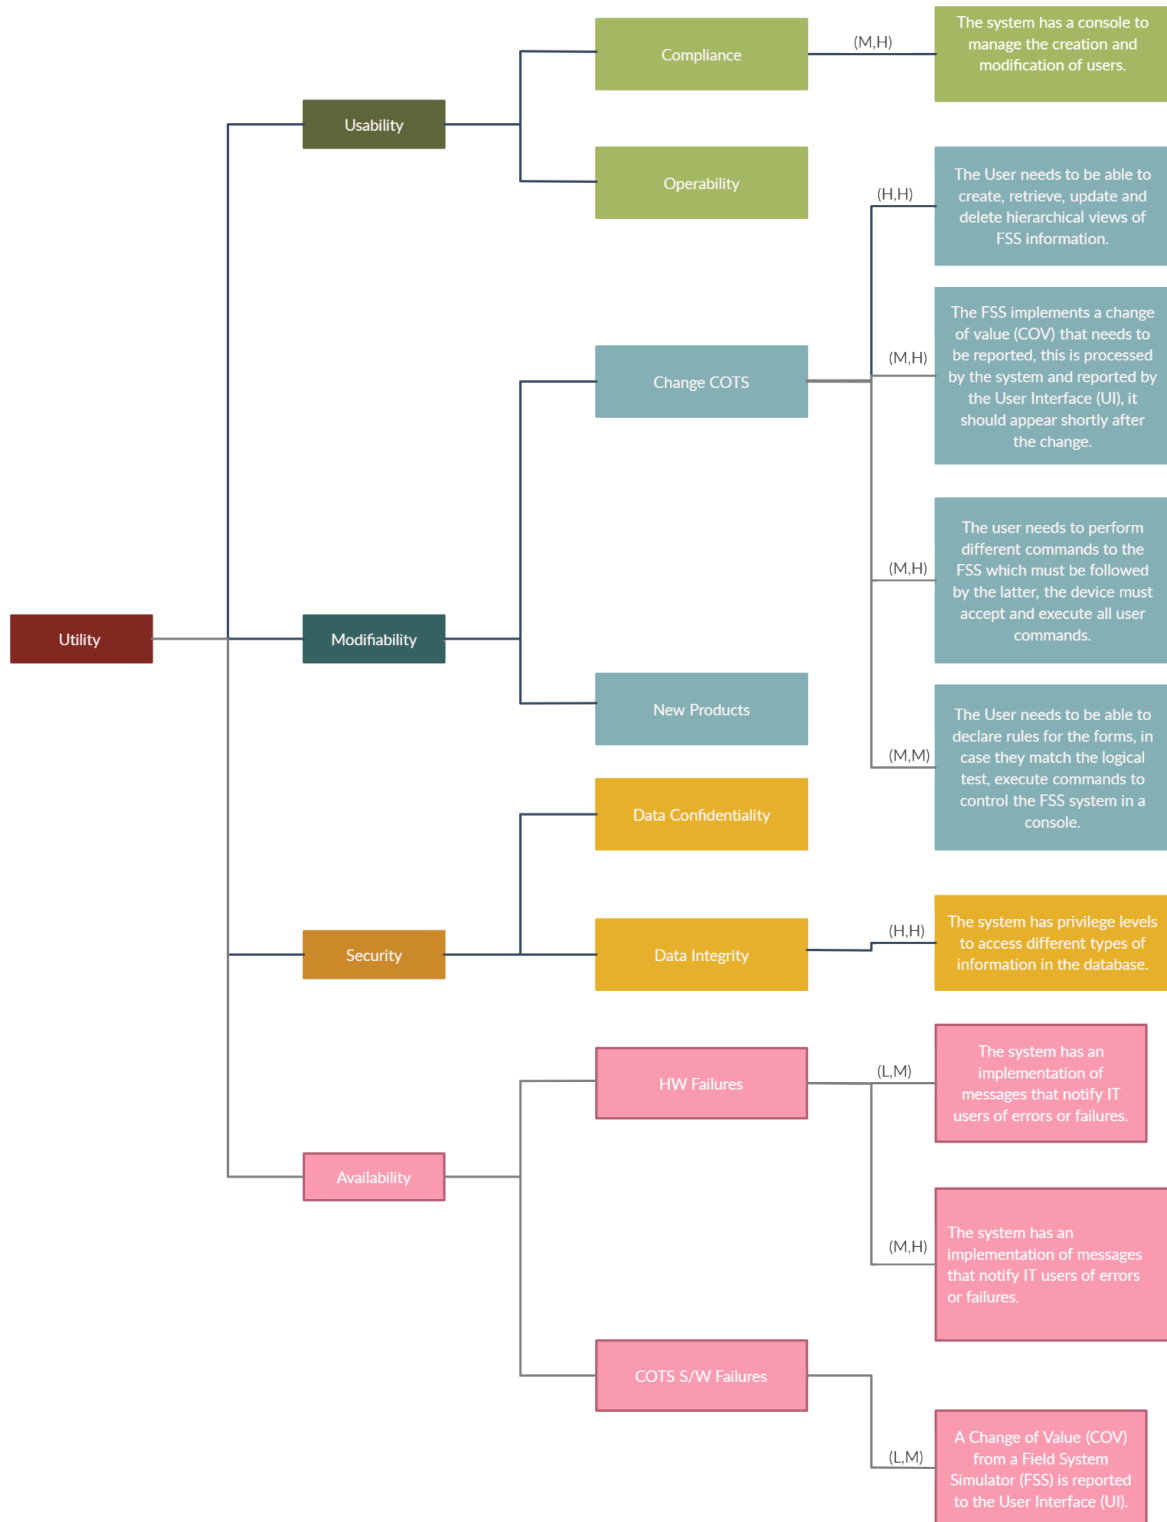 Compliance
(M,H)
The system has a console to
manage the creation and
modification of users.
Usability
Operability
(H,H)
The User needs to be able to
create, retrieve, update and
delete hierarchical views of
FSS information.
Change COTS
(M,H)
The FSS implements a change
of value (COV) that needs to
be reported, this is processed
by the system and reported by
the User Interface (UI), it
should appear shortly after
the change.
(M,H)
The user needs to perform
different commands to the
FSS which must be followed
by the latter, the device must
accept and execute all user
commands.
Utility
Modifiability
New Products
(M,M)
The User needs to be able to
declare rules for the forms, in
case they match the logical
test, execute commands to
control the FSS system in a
console.
Data Confidentiality
Security
Data Integrity
(H,H)
The system has privilege levels
to access different types of
information in the database.
HW Failures
(L,M)
The system has an
implementation of
messages that notify IT
users of errors or failures.
Availability
(M,H)
The system has an
implementation of messages
that notify IT users of errors
or failures.
COTS S/W Failures
(L,M)
A Change of Value (COV)
from a Field System
Simulator (FSS) is reported
to the User Interface (UI).